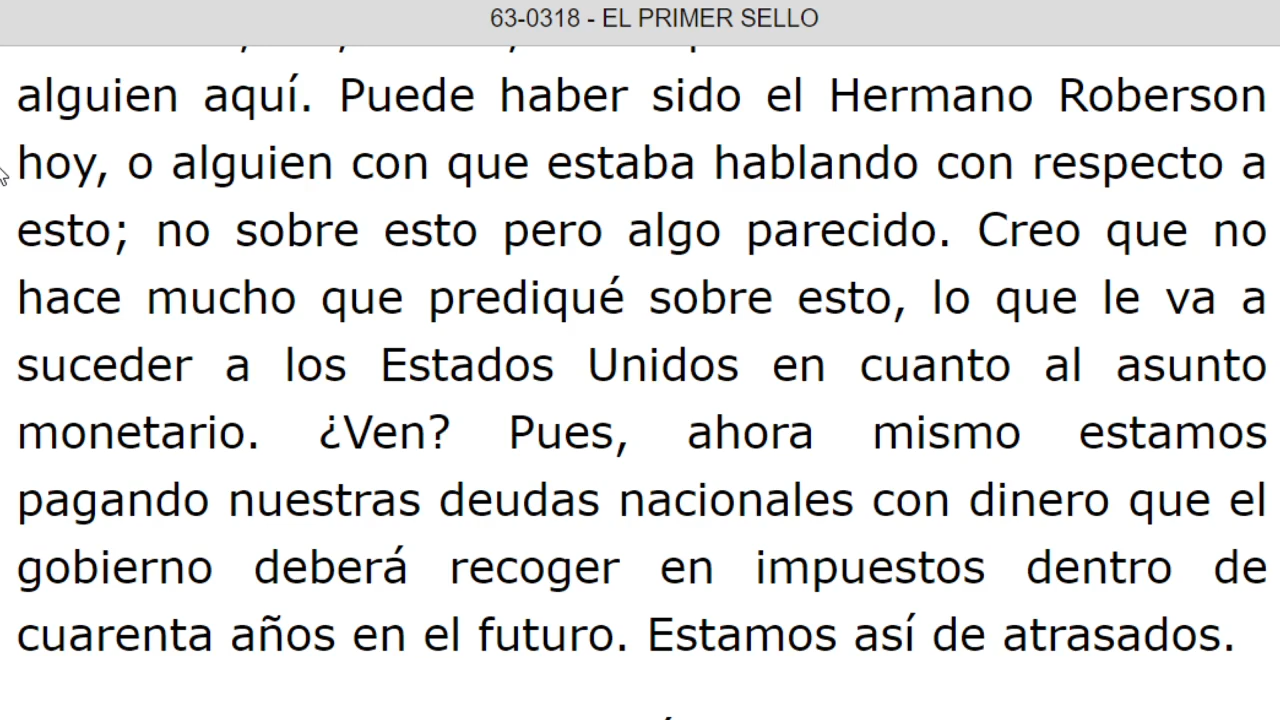 63-0318 - EL PRIMER SELLO
alguien aquí. Puede haber sido el Hermano Roberson
hoy, o alguien con que estaba hablando con respecto a
esto; no sobre esto pero algo parecido. Creo que no
hace mucho que prediqué sobre esto, lo que le va a
suceder a los Estados Unidos en cuanto al asunto
monetario. ¿Ven? Pues, ahora mismo estamos
pagando nuestras deudas nacionales con dinero que el
gobierno deberá recoger en impuestos dentro de
cuarenta años en el futuro. Estamos así de atrasados.